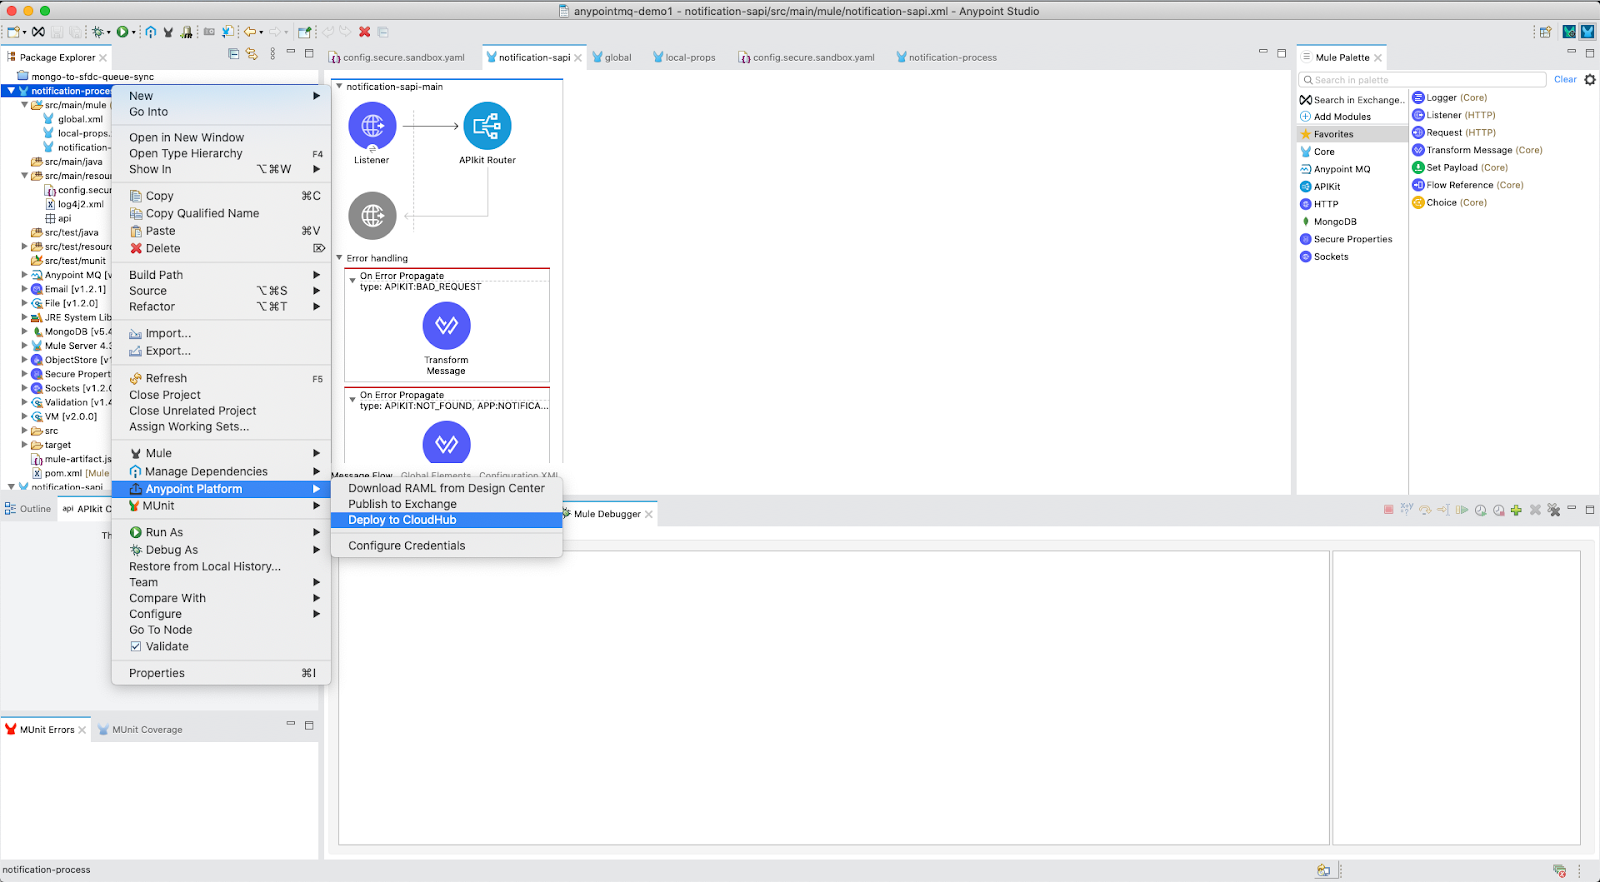 anypointmq-demo1 - notification-sapi/src/main/mule/notification-sapi.xml - Anypoint Studio
Package Explorer
mongo-to-sfdc-queue-sync
notification-proces
src/main/mule
global.xml
local-props.
notification-
src/main/java
src/main/resour
config.secu
log4j2.xml
api
src/test/java
src/test/resour
src/test/munit
Anypoint MQ [v
Email [v1.2.1]
File [v1.2.0]
JRE System Lib
MongoDB [v5.4
Mule Server 4.3
ObjectStore [v1
Secure Propert
Sockets [v1.2.0
Validation [v1.4
VM [v2.0.0]
src
target
mule-artifact.js
pom.xml [Mule
notification-sapi
New
Go Into
Open in New Window
Open Type Hierarchy F4
Show In ⌥⌘W
Copy ⌘C
Copy Qualified Name
Paste ⌘V
Delete ⌦
Build Path
Source ⌥⌘S
Refactor ⌥⌘T
Import...
Export...
Refresh F5
Close Project
Close Unrelated Project
Assign Working Sets...
Mule
Manage Dependencies
Anypoint Platform
MUnit
Run As
Debug As
Restore from Local History...
Team
Compare With
Configure
Go To Node
Validate
Properties ⌘I
Download RAML from Design Center
Publish to Exchange
Deploy to CloudHub
Configure Credentials
config.secure.sandbox.yaml
notification-sapi
global
local-props
config.secure.sandbox.yaml
notification-process
notification-sapi-main
Listener
APIkit Router
Error handling
On Error Propagate
type: APIKIT:BAD_REQUEST
Transform
Message
On Error Propagate
type: APIKIT:NOT_FOUND, APP:NOTIFICA...
Message Flow Global Elements Configuration XML
Mule Palette
Search in palette
Clear
Search in Exchange..
Add Modules
Favorites
Core
Anypoint MQ
APIKit
HTTP
MongoDB
Secure Properties
Sockets
Logger (Core)
Listener (HTTP)
Request (HTTP)
Transform Message (Core)
Set Payload (Core)
Flow Reference (Core)
Choice (Core)
Outline
api APIkit C
Th
Mule Debugger
MUnit Errors
MUnit Coverage
notification-process